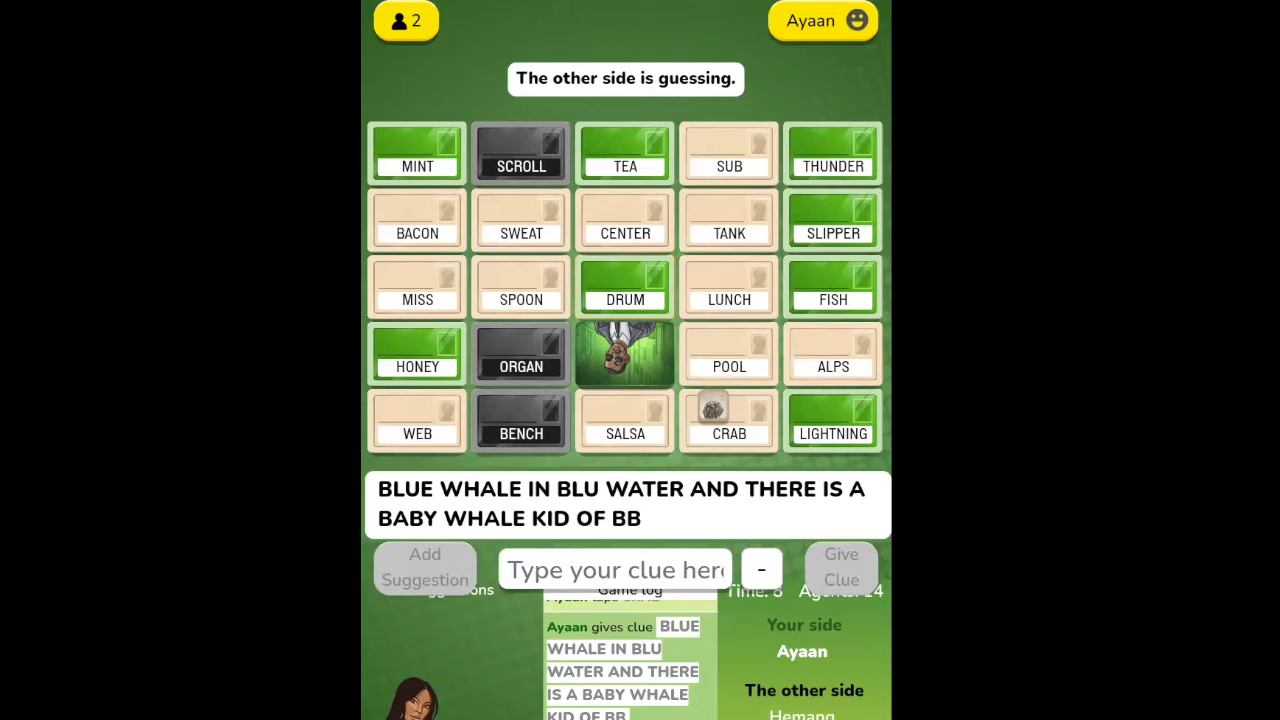 2
Ayaan
The other side is guessing.
MINT SCROLL TEA SUB THUNDER
BACON SWEAT CENTER TANK SLIPPER
MISS SPOON DRUM LUNCH FISH
HONEY ORGAN POOL ALPS
WEB BENCH SALSA CRAB LIGHTNING
BLUE WHALE IN BLU WATER AND THERE IS A
BABY WHALE KID OF BB
Add
Suggestion
Type your clue here
-
Give
Clue
Game log
Time: 8
Ayaan gives clue BLUE
WHALE IN BLU
WATER AND THERE
IS A BABY WHALE
KID OF BB
Your side
Ayaan
The other side
Hemang